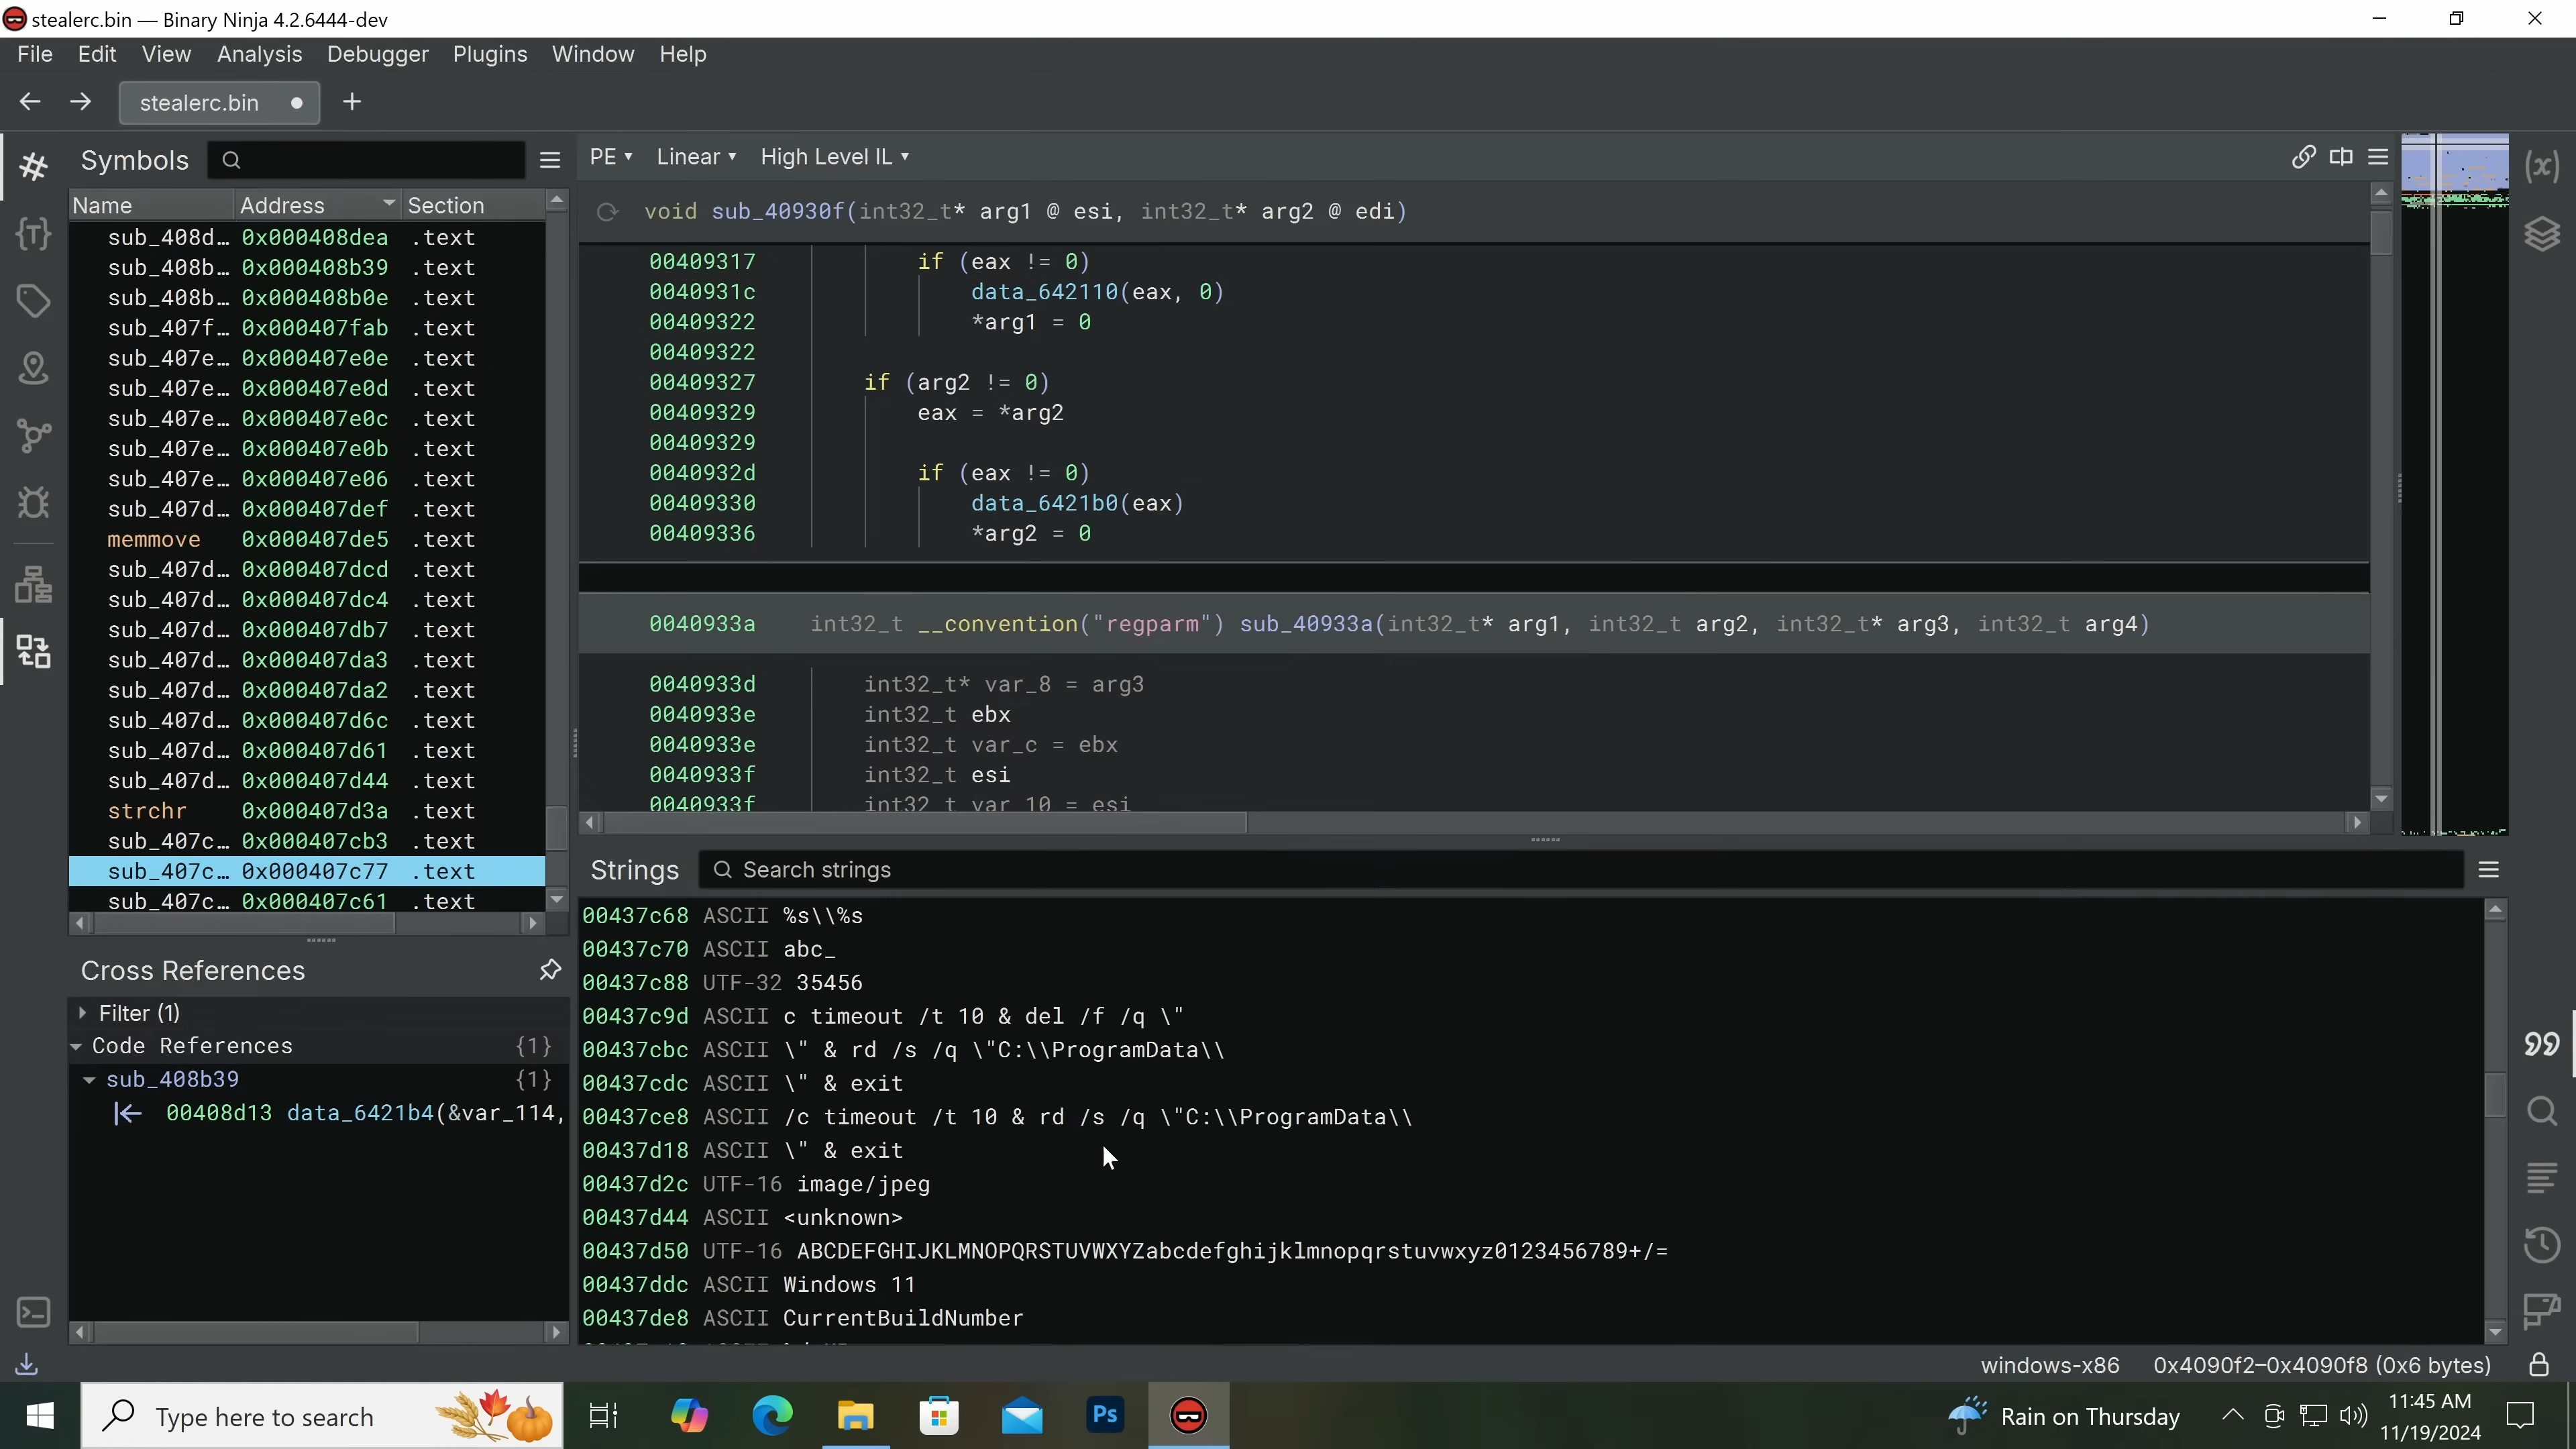 stealerc.bin — Binary Ninja 4.2.6444-dev
File Edit View Analysis Debugger Plugins Window Help
stealerc.bin
Symbols
Name Address Section
sub_408d… 0x000408dea .text
sub_408b… 0x000408b39 .text
sub_408b… 0x000408b0e .text
sub_407f… 0x000407fab .text
sub_407e… 0x000407e0e .text
sub_407e… 0x000407e0d .text
sub_407e… 0x000407e0c .text
sub_407e… 0x000407e0b .text
sub_407e… 0x000407e06 .text
sub_407d… 0x000407def .text
memmove 0x000407de5 .text
sub_407d… 0x000407dcd .text
sub_407d… 0x000407dc4 .text
sub_407d… 0x000407db7 .text
sub_407d… 0x000407da3 .text
sub_407d… 0x000407da2 .text
sub_407d… 0x000407d6c .text
sub_407d… 0x000407d61 .text
sub_407d… 0x000407d44 .text
strchr 0x000407d3a .text
sub_407c… 0x000407cb3 .text
sub_407c… 0x000407c77 .text
sub_407c… 0x000407c61 .text
Cross References
Filter (1)
Code References {1}
sub_408b39 {1}
00408d13 data_6421b4(&var_114,
PE Linear High Level IL
void sub_40930f(int32_t* arg1 @ esi, int32_t* arg2 @ edi)
00409317 if (eax != 0)
0040931c data_642110(eax, 0)
00409322 *arg1 = 0
00409322
00409327 if (arg2 != 0)
00409329 eax = *arg2
00409329
0040932d if (eax != 0)
00409330 data_6421b0(eax)
00409336 *arg2 = 0
0040933a int32_t __convention("regparm") sub_40933a(int32_t* arg1, int32_t arg2, int32_t* arg3, int32_t arg4)
0040933d int32_t* var_8 = arg3
0040933e int32_t ebx
0040933e int32_t var_c = ebx
0040933f int32_t esi
0040933f int32_t var_10 = esi
Strings Search strings
00437c68 ASCII %s\\%s
00437c70 ASCII abc_
00437c88 UTF-32 35456
00437c9d ASCII c timeout /t 10 & del /f /q \"
00437cbc ASCII \" & rd /s /q \"C:\\ProgramData\\
00437cdc ASCII \" & exit
00437ce8 ASCII /c timeout /t 10 & rd /s /q \"C:\\ProgramData\\
00437d18 ASCII \" & exit
00437d2c UTF-16 image/jpeg
00437d44 ASCII <unknown>
00437d50 UTF-16 ABCDEFGHIJKLMNOPQRSTUVWXYZabcdefghijklmnopqrstuvwxyz0123456789+/=
00437ddc ASCII Windows 11
00437de8 ASCII CurrentBuildNumber
windows-x86 0x4090f2–0x4090f8 (0x6 bytes)
Type here to search
Ps
Rain on Thursday
11:45 AM
11/19/2024